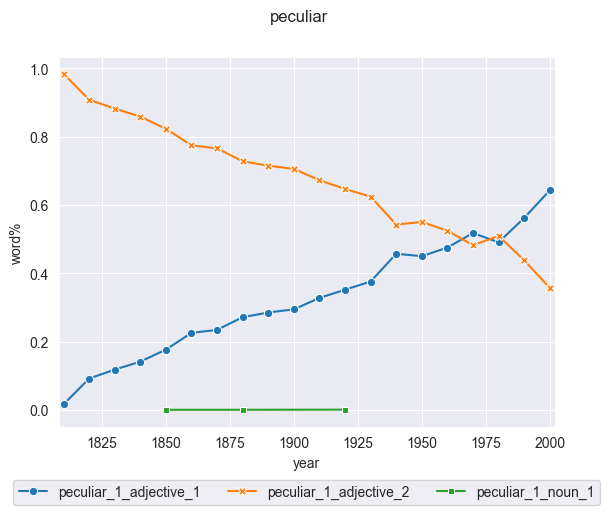 peculiar
1.0
0.8
0.6
0.4
0.2
0.0
word%
1825 1850 1875 1900 1925 1950 1975 2000
year
peculiar_1_adjective_1 peculiar_1_adjective_2 peculiar_1_noun_1